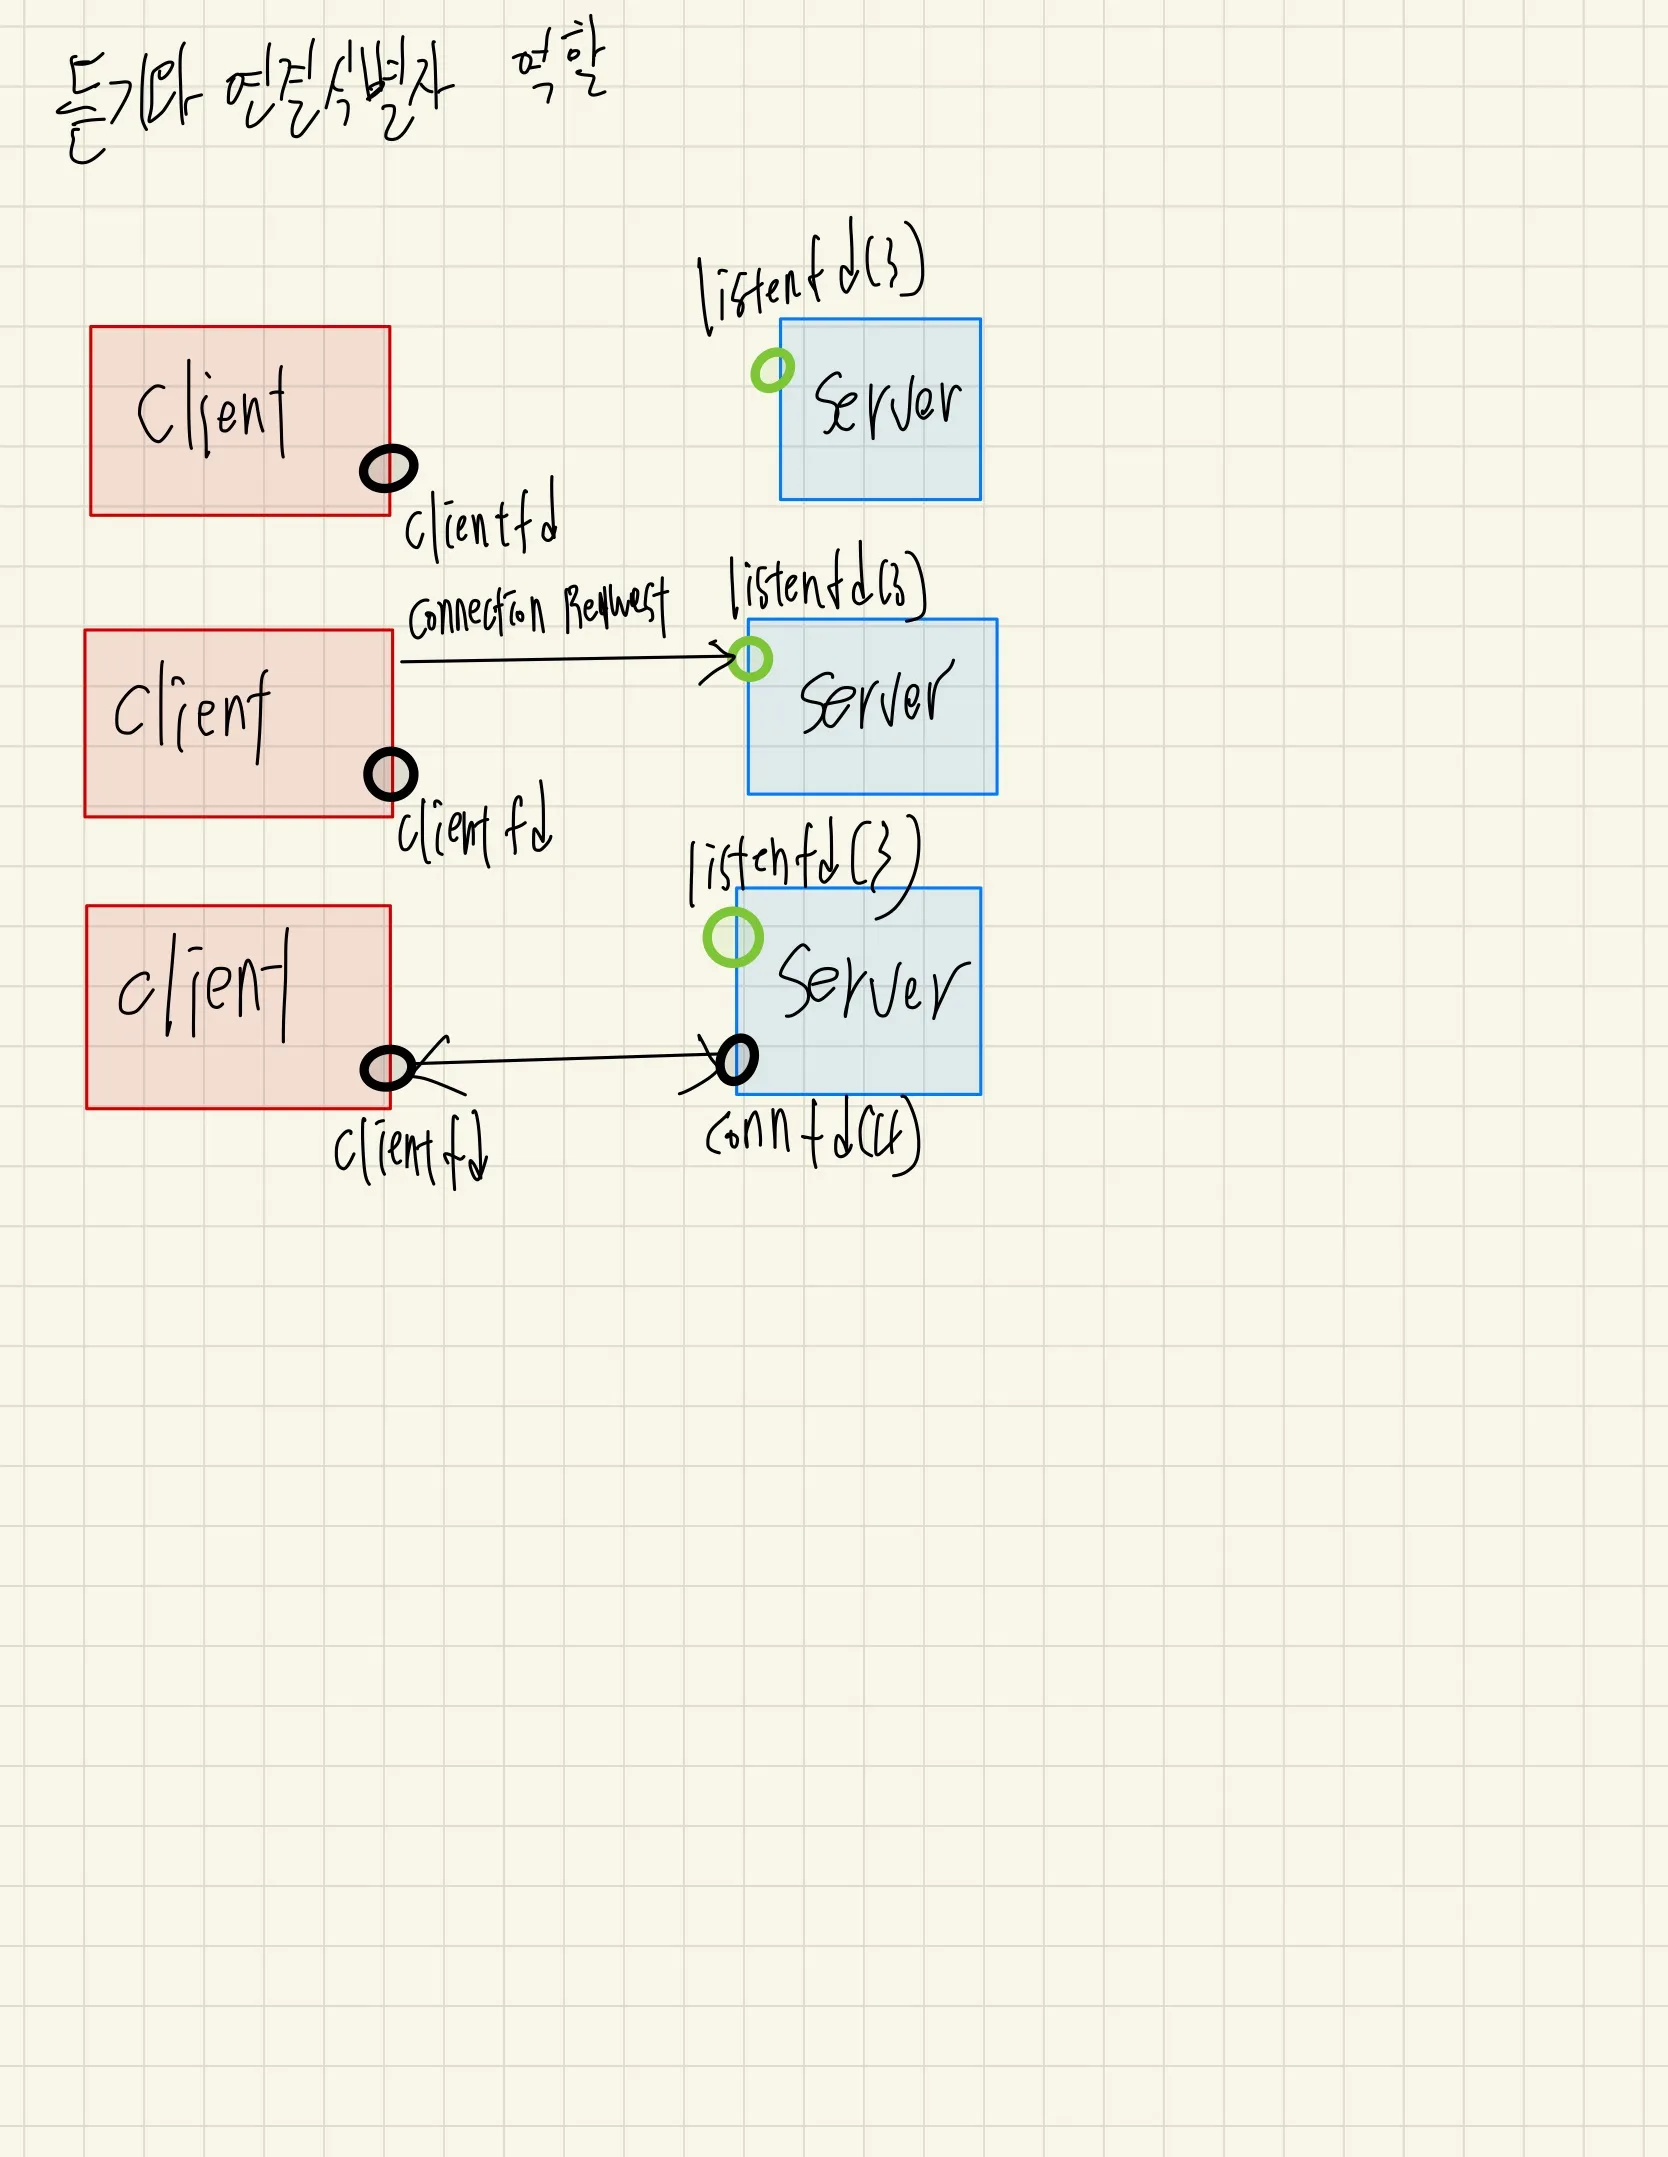 듣기와 연결식별자 역할
listenfd(3)
Client
Server
clientfd
Connection Request
listenfd(3)
Client
Server
clientfd
listenfd(3)
Client
Server
clientfd
connfd(4)